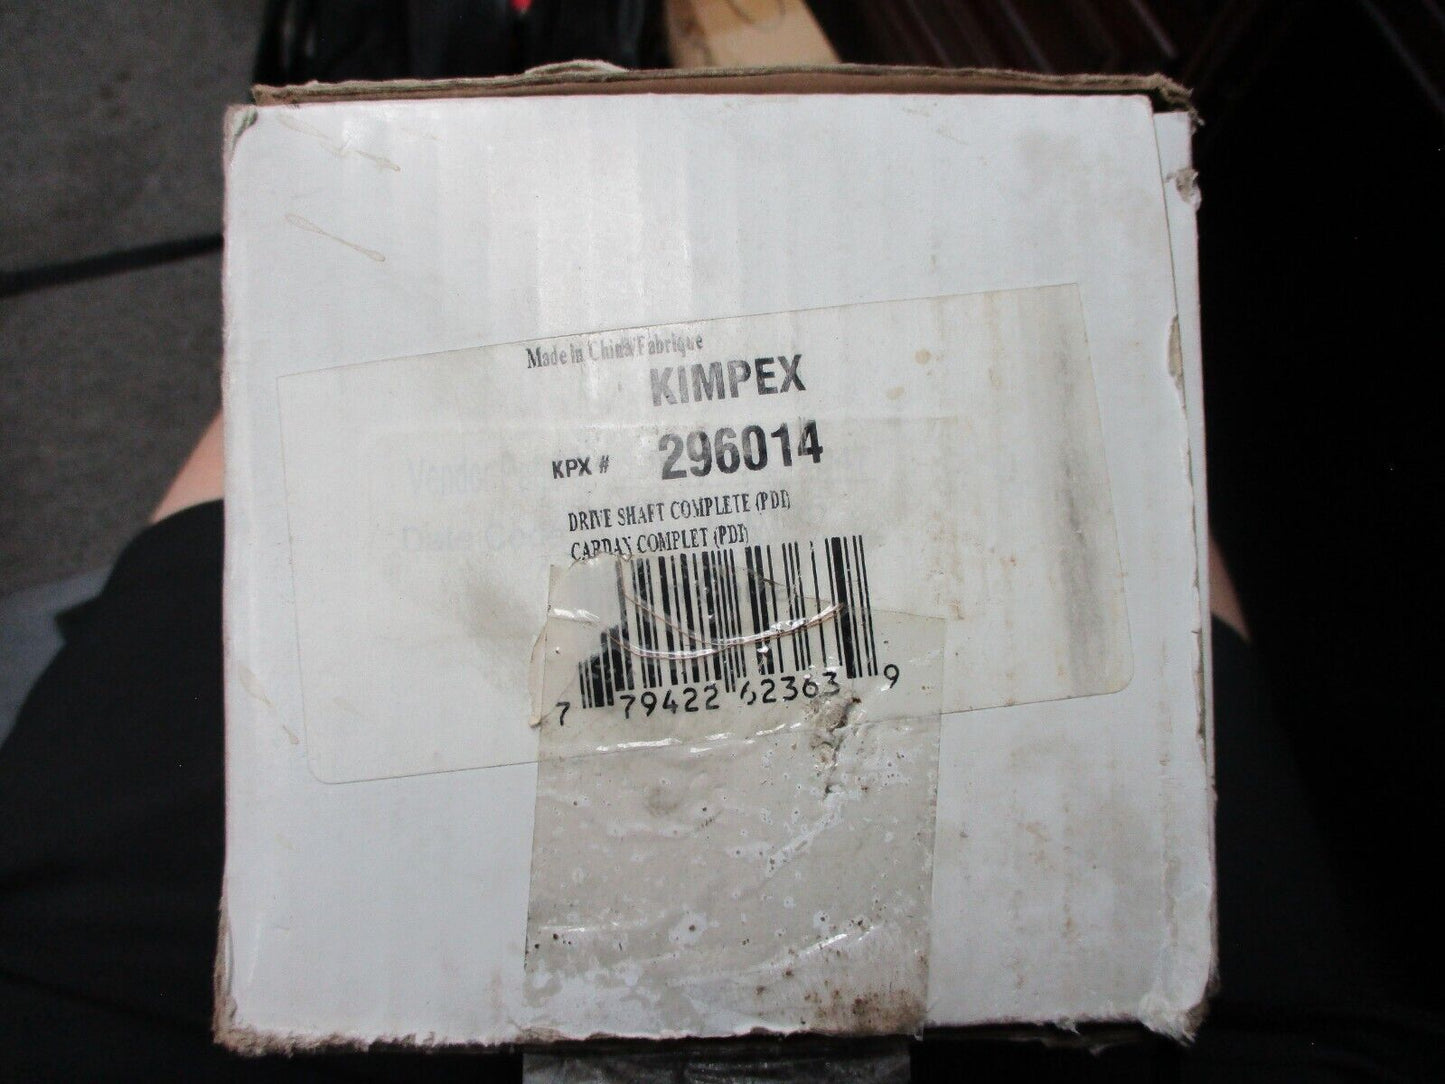 Made in China/Fabrique
KIMPEX
KPX # 296014
DRIVE SHAFT COMPLETE (PDI)
CARDAN COMPLET (PDI)
7 79422 62363 9